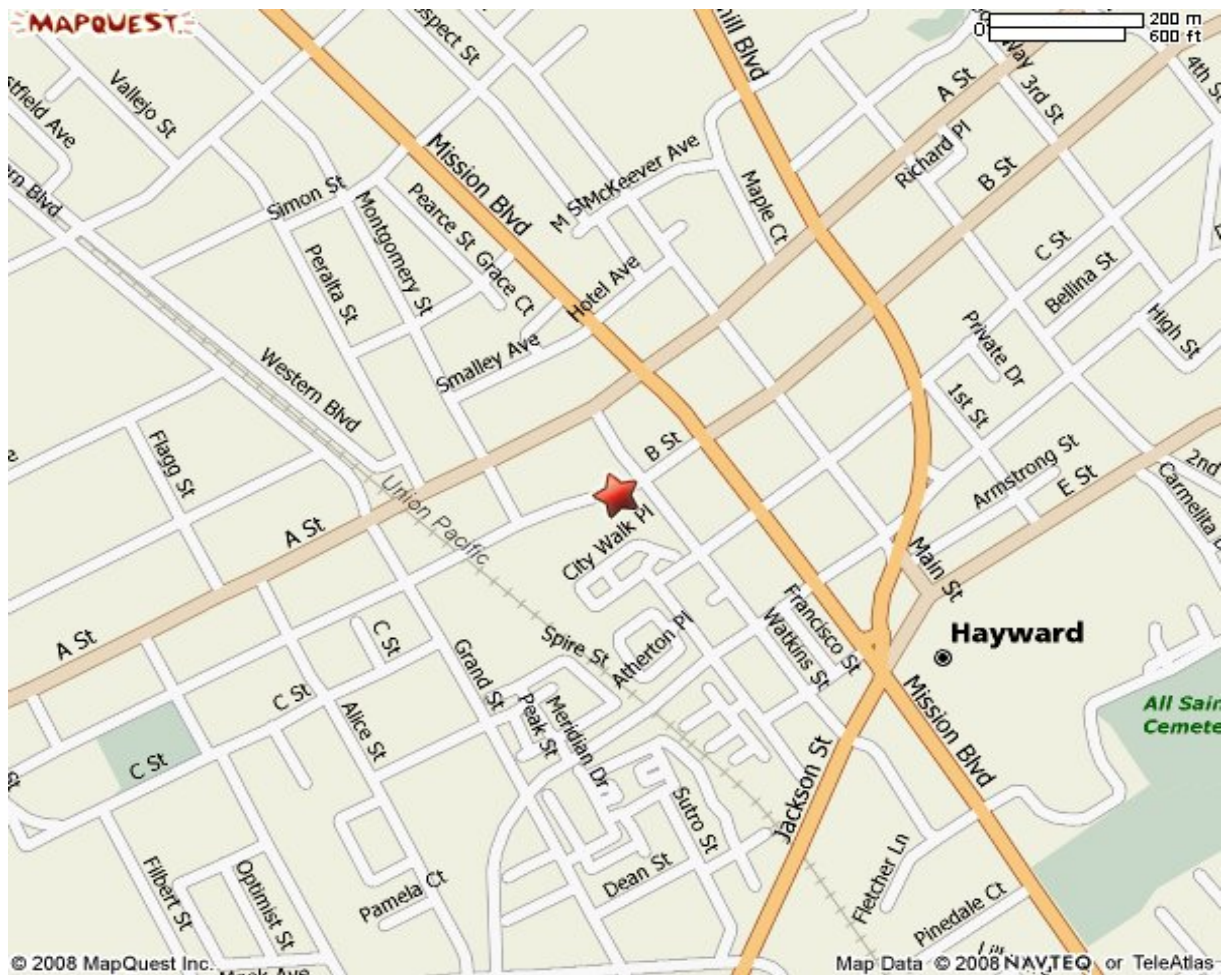 MAPQUEST
0
200 m
600 ft
Vallejo St
Mission Blvd
McKeever Ave
M St
Maple Ct
A St
Richard Pl
3rd St
4th St
B St
C St
Bellina St
High St
Private Dr
1st St
Simon St
Montgomery St
Pearce St
Grace Ct
Hotel Ave
Peralta St
Smalley Ave
Western Blvd
Flagg St
Union Pacific
A St
B St
City Walk Pl
Armstrong St
E St
2nd
Main St
Francisco St
Watkins St
Hayward
Atherton Pl
Spire St
A St
C St
C St
C St
Grand St
Alice St
Peak St
Meridian Dr
Sutro St
Dean St
Pamela Ct
Filbert St
Optimist St
Jackson St
Mission Blvd
Fletcher Ln
Pinedale Ct
© 2008 MapQuest Inc.
Map Data © 2008 NAVTEQ or TeleAtlas